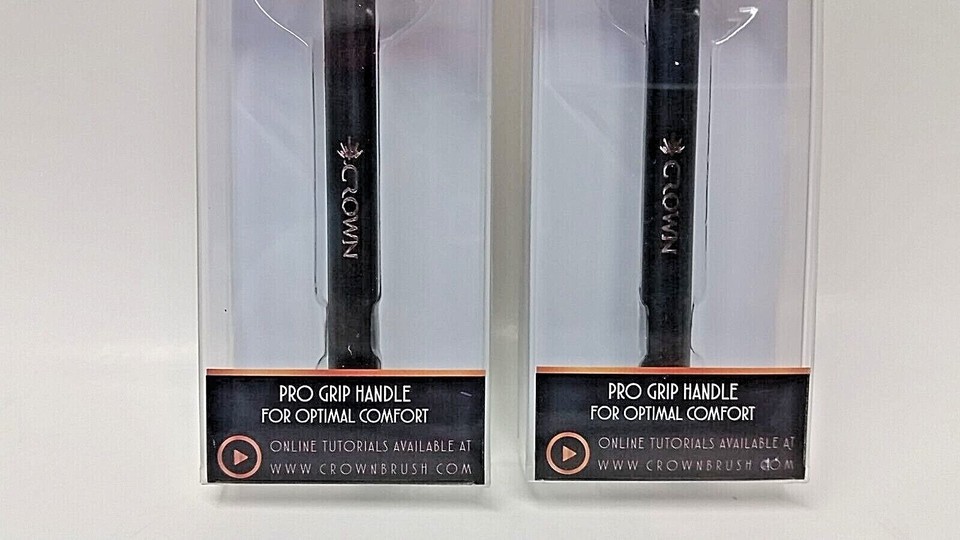 CROWN
PRO GRIP HANDLE
FOR OPTIMAL COMFORT
ONLINE TUTORIALS AVAILABLE AT
WWW CROWNBRUSH COM
CROWN
PRO GRIP HANDLE
FOR OPTIMAL COMFORT
ONLINE TUTORIALS AVAILABLE AT
WWW CROWNBRUSH COM